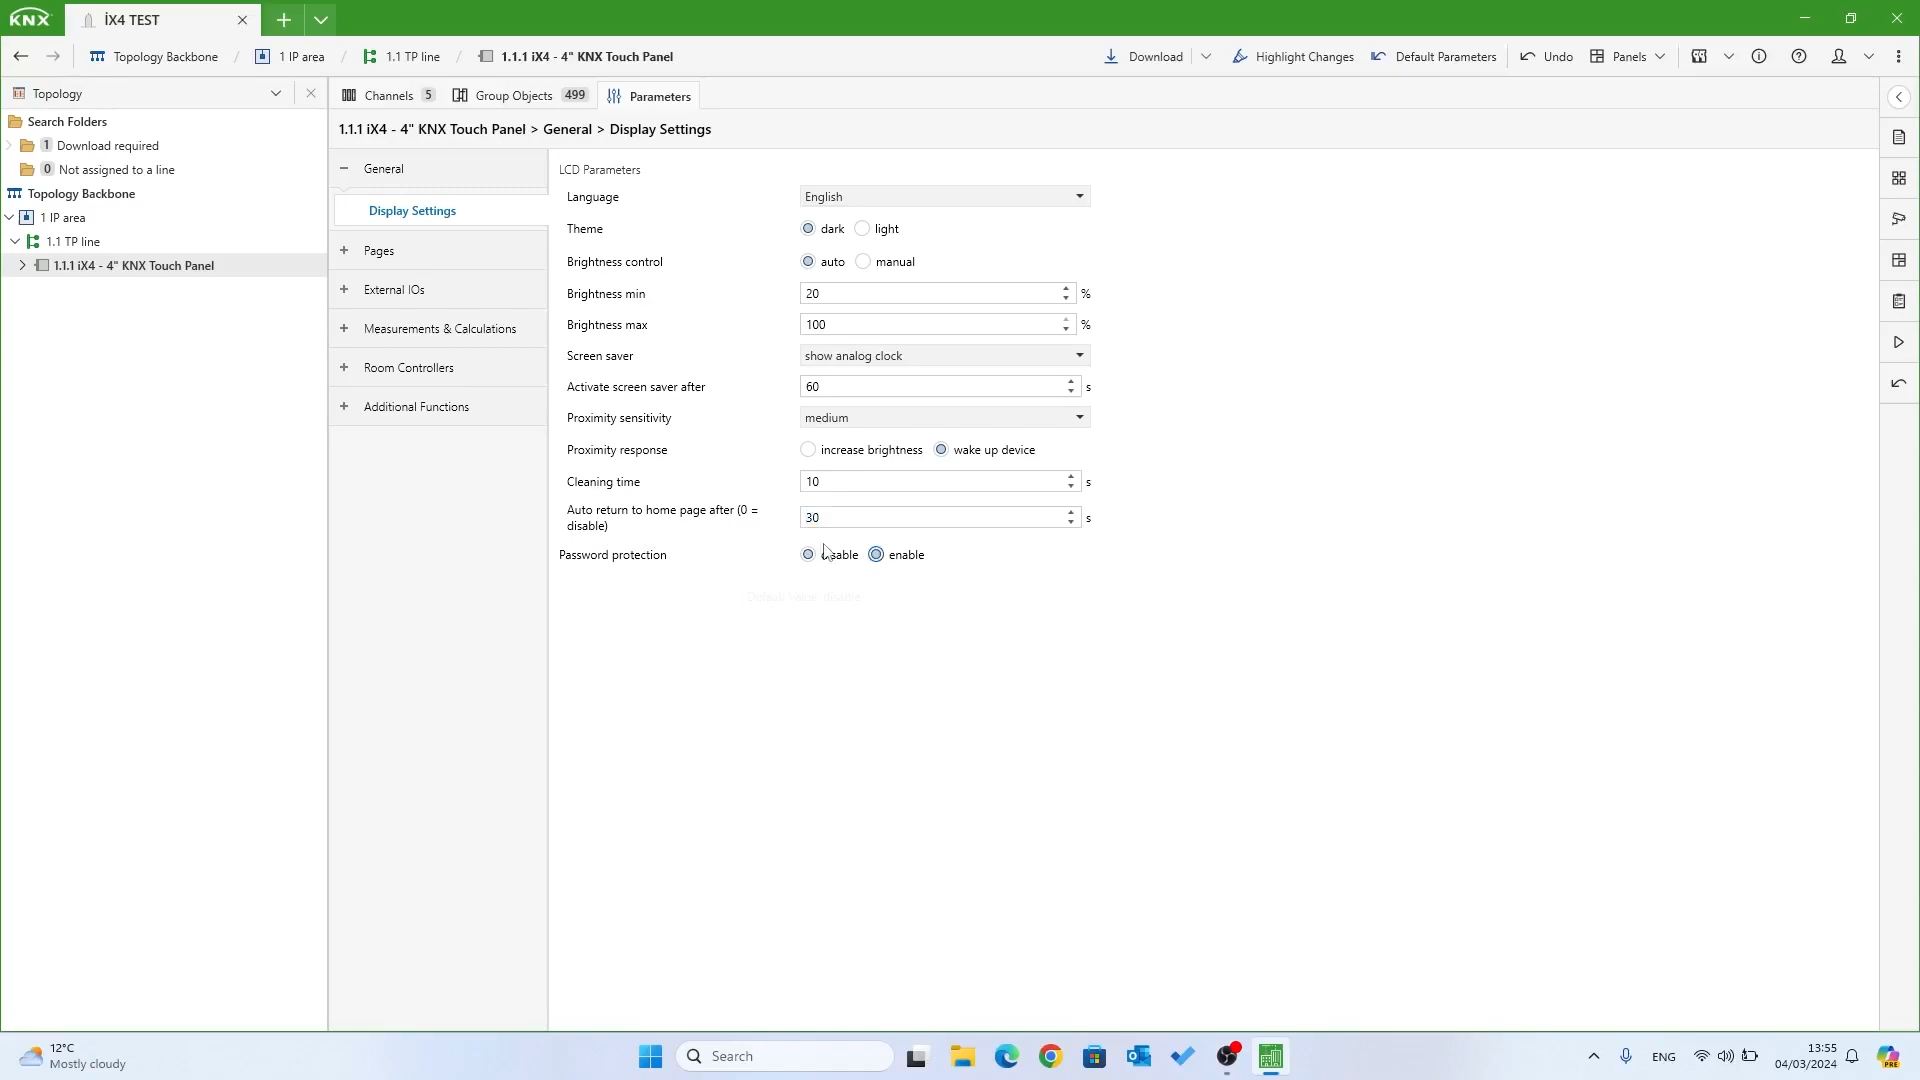 KNX
İX4 TEST
Topology Backbone / 1 IP area / 1.1 TP line / 1.1.1 iX4 - 4" KNX Touch Panel
Download
Highlight Changes
Default Parameters
Undo
Panels
Topology
Search Folders
1 Download required
0 Not assigned to a line
Topology Backbone
1 IP area
1.1 TP line
1.1.1 iX4 - 4" KNX Touch Panel
Channels 5
Group Objects 499
Parameters
1.1.1 iX4 - 4" KNX Touch Panel > General > Display Settings
General
Display Settings
Pages
External IOs
Measurements & Calculations
Room Controllers
Additional Functions
LCD Parameters
Language English
Theme dark light
Brightness control auto manual
Brightness min 20 %
Brightness max 100 %
Screen saver show analog clock
Activate screen saver after 60 s
Proximity sensitivity medium
Proximity response increase brightness wake up device
Cleaning time 10 s
Auto return to home page after (0 =
disable) 30 s
Password protection disable enable
Default Value: disable
12°C
Mostly cloudy
Search
ENG
13:55
04/03/2024
PRE